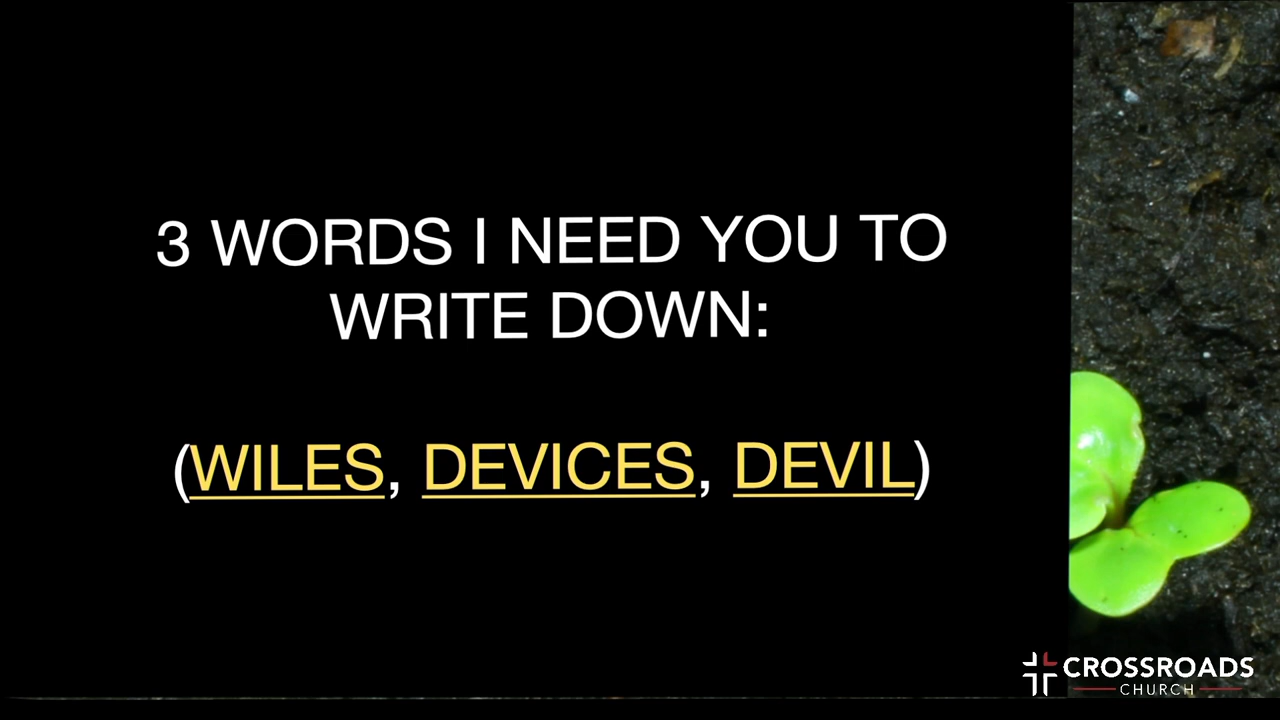 3 WORDS I NEED YOU TO
WRITE DOWN:
(WILES, DEVICES, DEVIL)
CROSSROADS
CHURCH